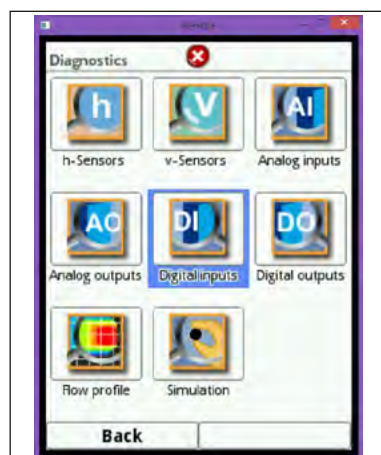 Diagnostics
h
V
AI
h-Sensors
v-Sensors
Analog inputs
AO
DI
DO
Analog outputs
Digital inputs
Digital outputs
Flow profile
Simulation
Back